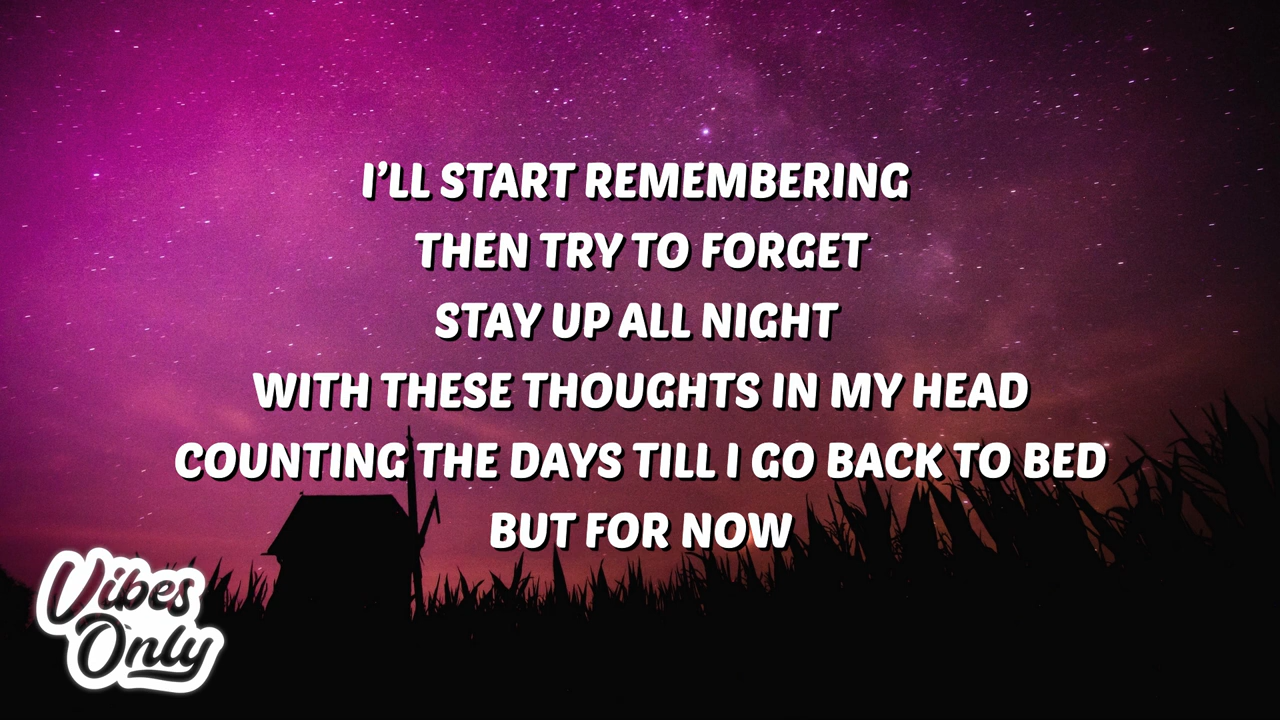 I’LL START REMEMBERING
THEN TRY TO FORGET
STAY UP ALL NIGHT
WITH THESE THOUGHTS IN MY HEAD
COUNTING THE DAYS TILL I GO BACK TO BED
BUT FOR NOW
Vibes
Only